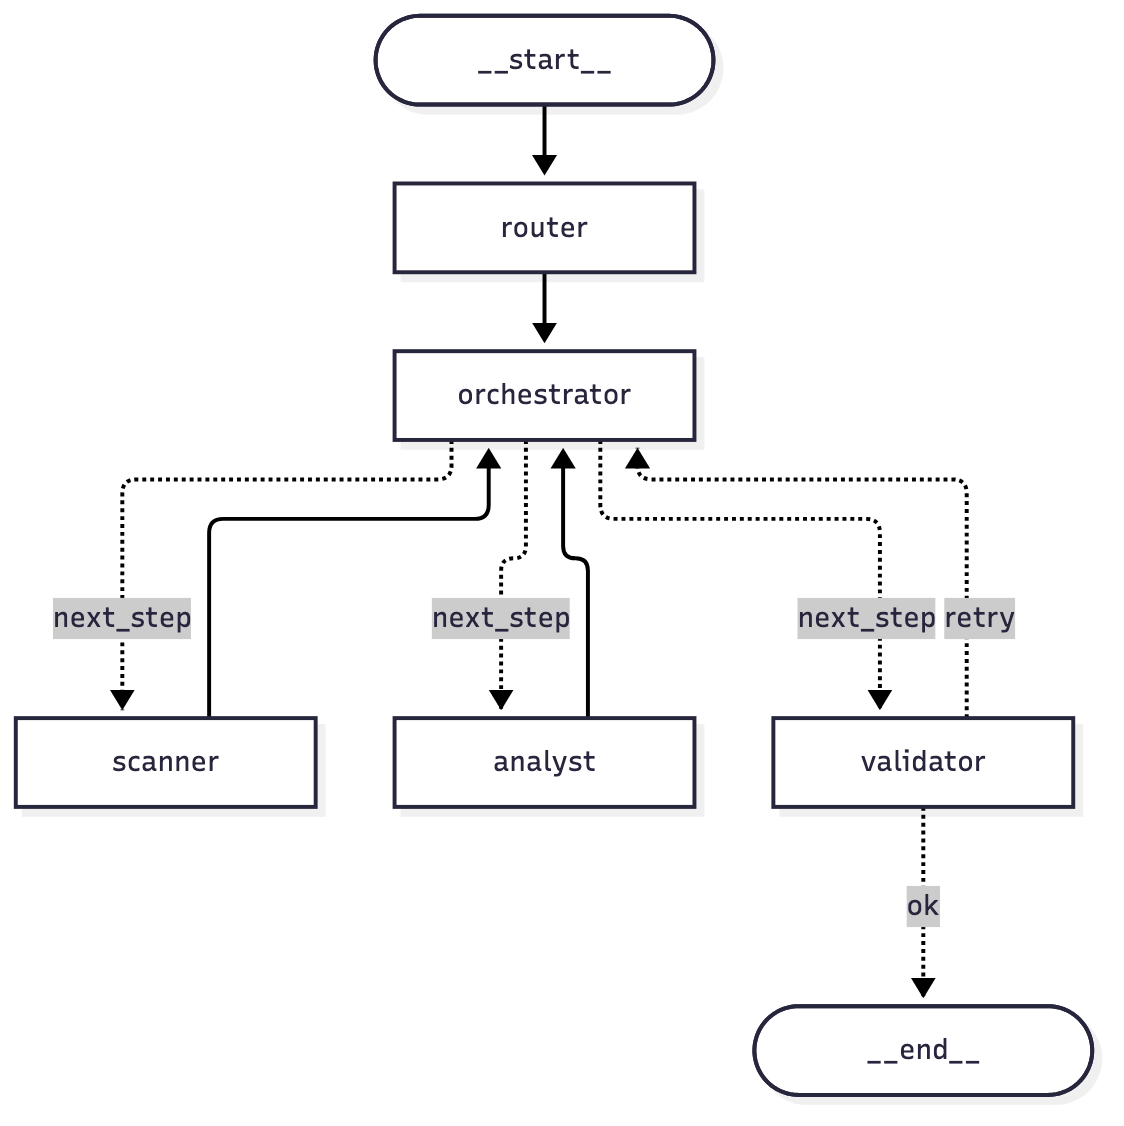 __start__
router
orchestrator
next_step
next_step
next_step
retry
scanner
analyst
validator
ok
__end__